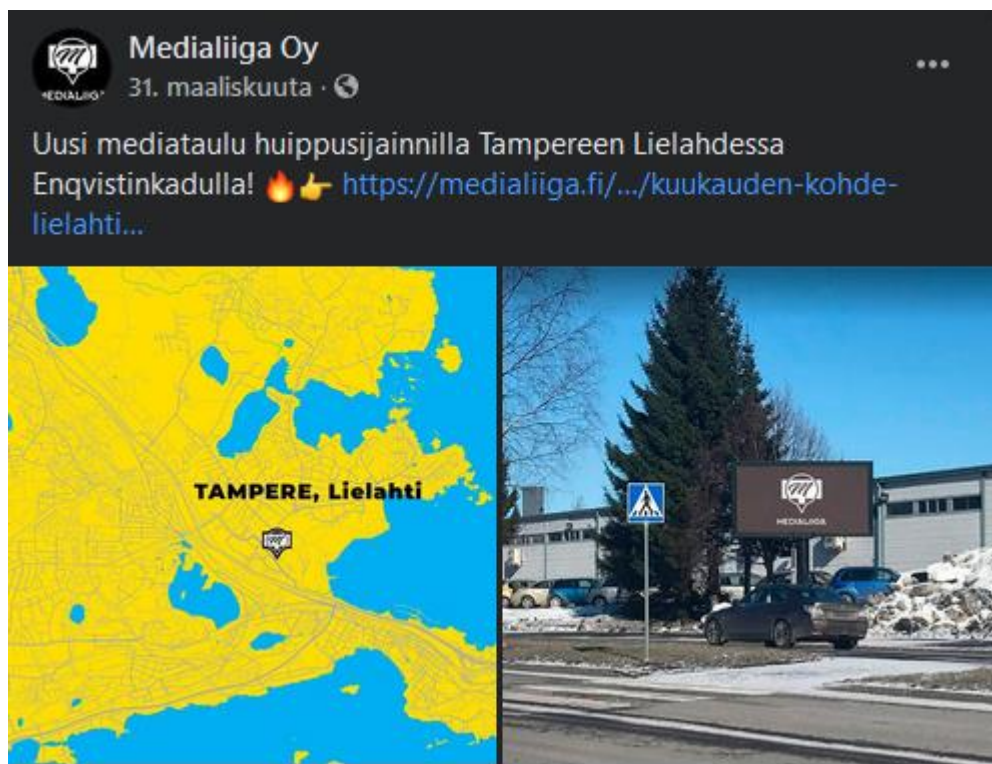 Medialiiga Oy
31. maaliskuuta ·
Uusi mediataulu huippusijainnilla Tampereen Lielahdessa
Enqvistinkadulla! 🔥👉 https://medialiiga.fi/.../kuukauden-kohde-
lielahti...
TAMPERE, Lielahti
MEDIALIIGA